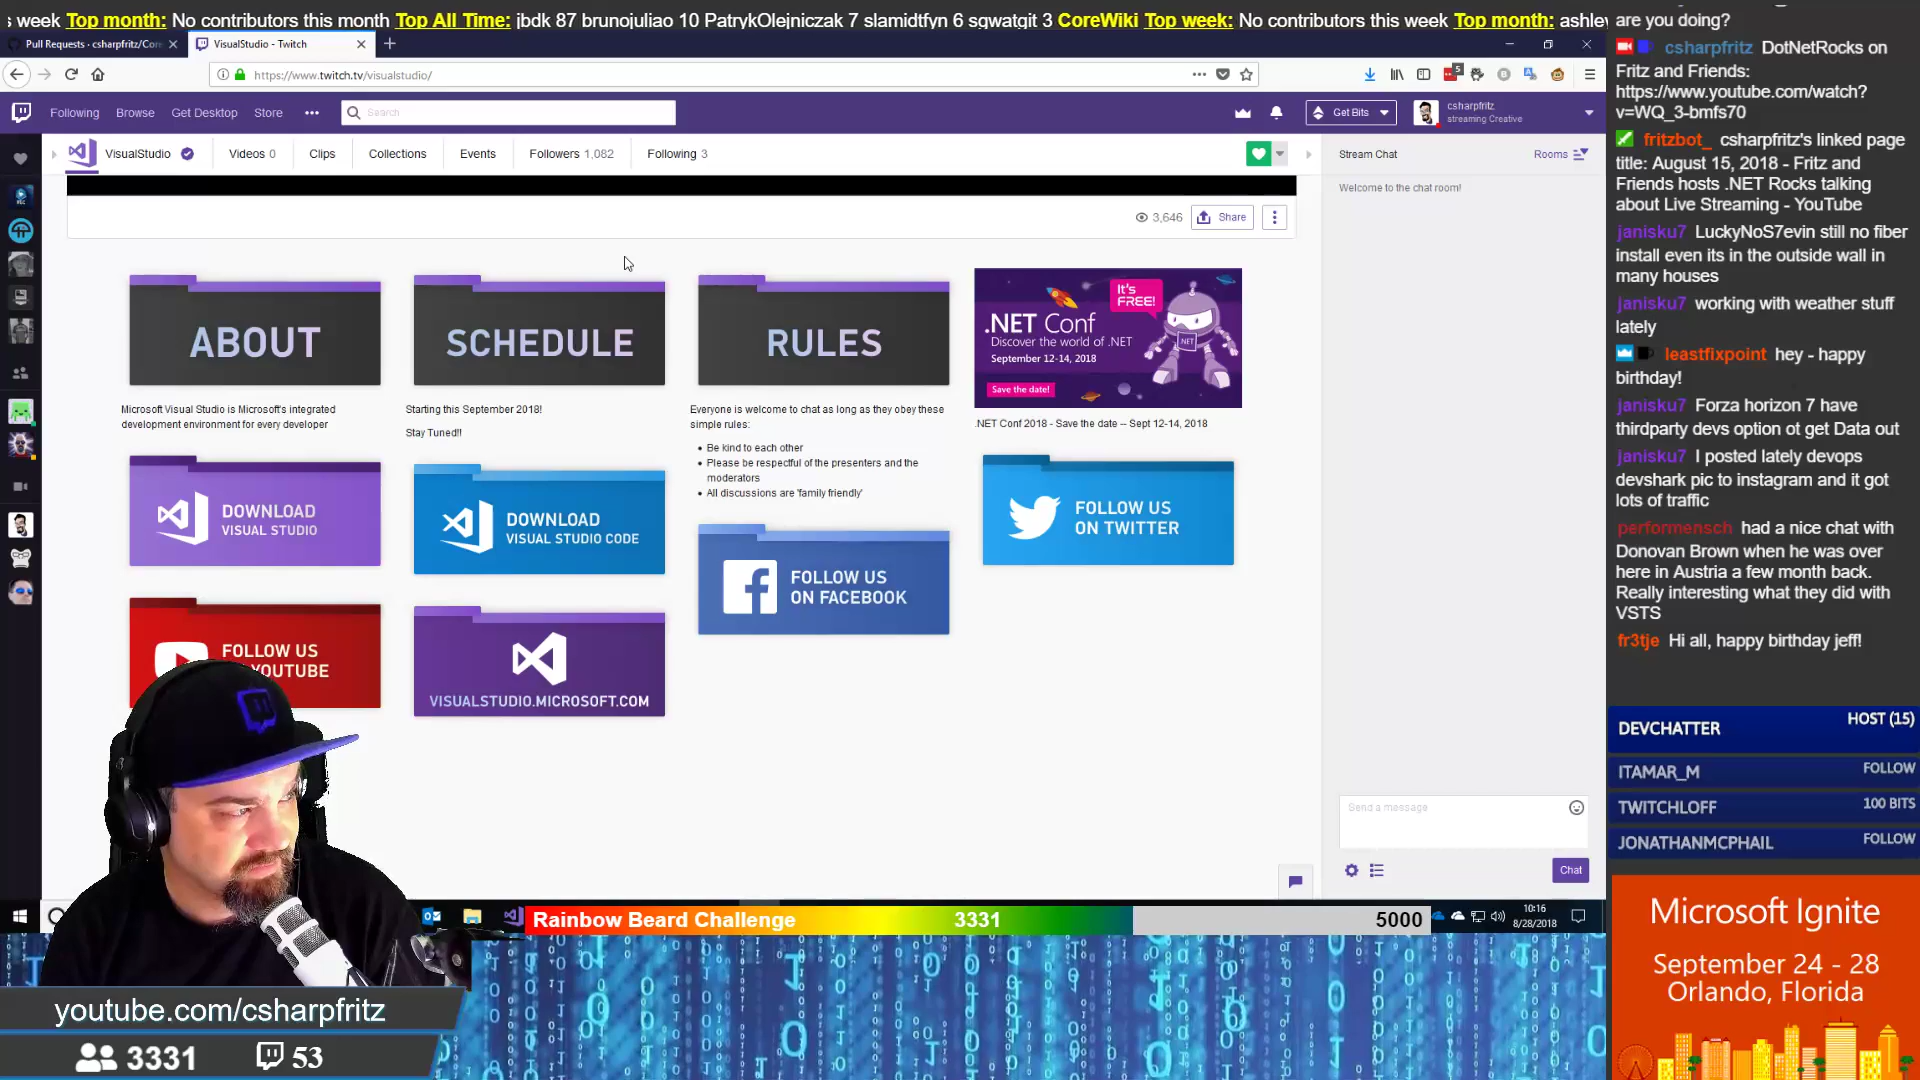 s week Top month: No contributors this month Top All Time: jbdk 87 brunojuliao 10 PatrykOlejniczak 7 slamidtfyn 6 sqwatgit 3 CoreWiki Top week: No contributors this week Top month: ashley
Pull Requests · csharpfritz/Core
VisualStudio - Twitch
https://www.twitch.tv/visualstudio/
5
Following
Browse
Get Desktop
Store
Search
Get Bits
csharpfritz
streaming Creative
VisualStudio
Videos 0
Clips
Collections
Events
Followers 1,082
Following 3
Stream Chat
Rooms
Welcome to the chat room!
3,646
Share
ABOUT
Microsoft Visual Studio is Microsoft's integrated
development environment for every developer
SCHEDULE
Starting this September 2018!
Stay Tuned!!
RULES
Everyone is welcome to chat as long as they obey these
simple rules:
Be kind to each other
Please be respectful of the presenters and the
moderators
All discussions are 'family friendly'
It's
FREE!
.NET Conf
Discover the world of .NET
September 12-14, 2018
Save the date!
.NET
.NET Conf 2018 - Save the date -- Sept 12-14, 2018
DOWNLOAD
VISUAL STUDIO
DOWNLOAD
VISUAL STUDIO CODE
FOLLOW US
ON FACEBOOK
FOLLOW US
ON TWITTER
FOLLOW US
YOUTUBE
VISUALSTUDIO.MICROSOFT.COM
Send a message
Chat
10:16
8/28/2018
Rainbow Beard Challenge 3331 5000
youtube.com/csharpfritz
3331 53
are you doing?
csharpfritz DotNetRocks on
Fritz and Friends:
https://www.youtube.com/watch?
v=WQ_3-bmfs70
fritzbot_ csharpfritz's linked page
title: August 15, 2018 - Fritz and
Friends hosts .NET Rocks talking
about Live Streaming - YouTube
janisku7 LuckyNoS7evin still no fiber
install even its in the outside wall in
many houses
janisku7 working with weather stuff
lately
leastfixpoint hey - happy
birthday!
janisku7 Forza horizon 7 have
thirdparty devs option ot get Data out
janisku7 I posted lately devops
devshark pic to instagram and it got
lots of traffic
performensch had a nice chat with
Donovan Brown when he was over
here in Austria a few month back.
Really interesting what they did with
VSTS
fr3tje Hi all, happy birthday jeff!
DEVCHATTER HOST (15)
ITAMAR_M FOLLOW
TWITCHLOFF 100 BITS
JONATHANMCPHAIL FOLLOW
Microsoft Ignite
September 24 - 28
Orlando, Florida